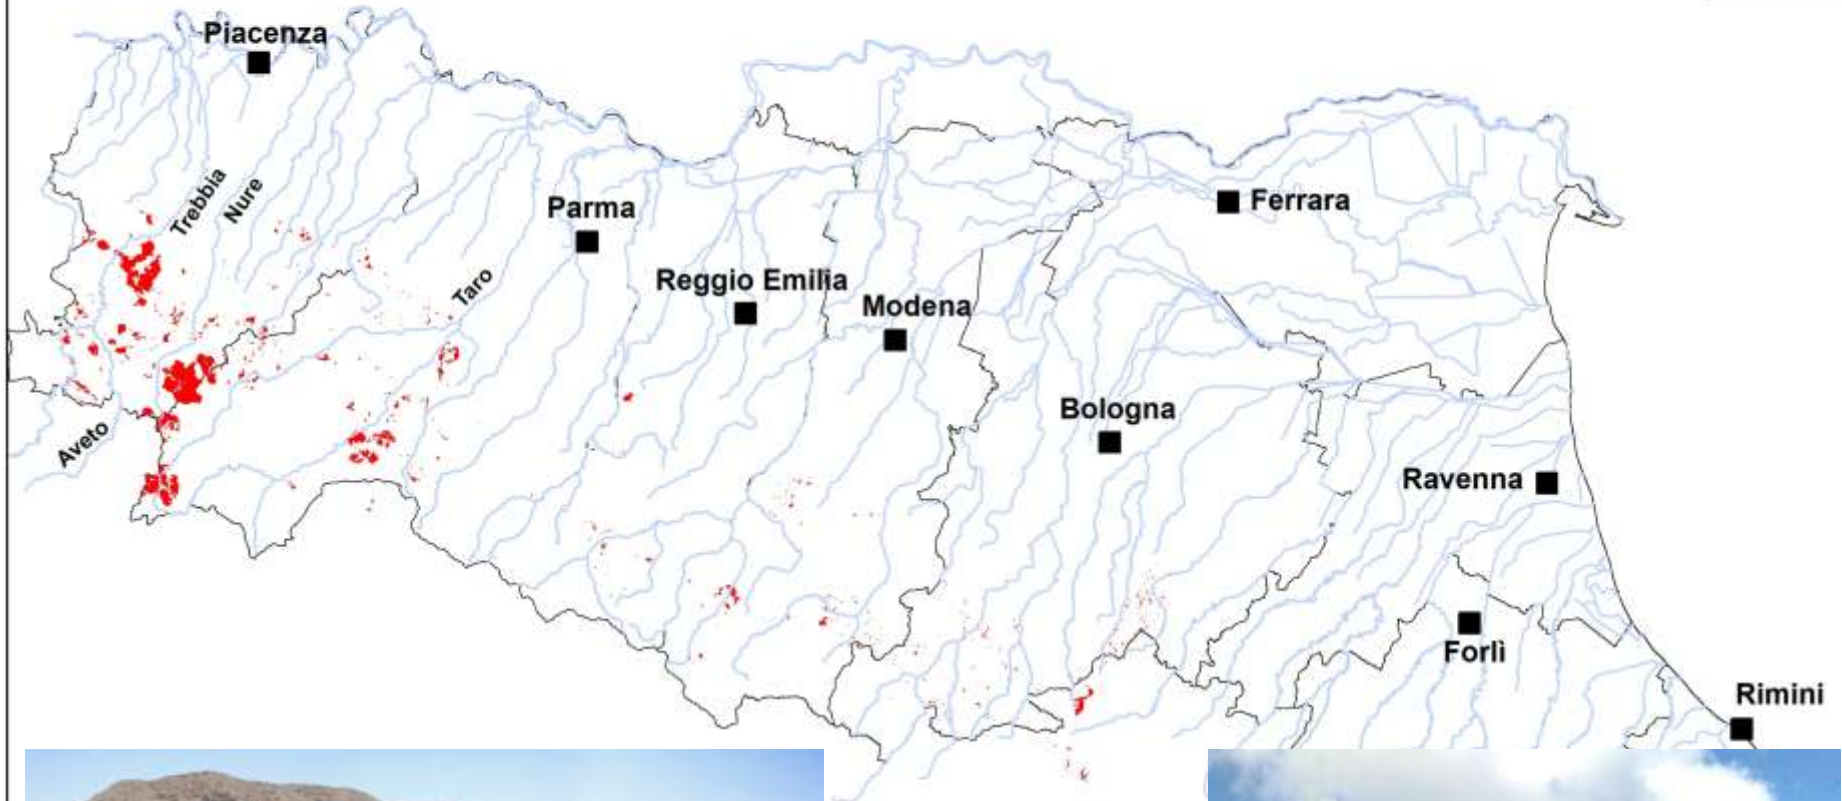 Piacenza
Trebbia
Nure
Parma
Ferrara
Taro
Reggio Emilia
Modena
Aveto
Bologna
Ravenna
Forlì
Rimini